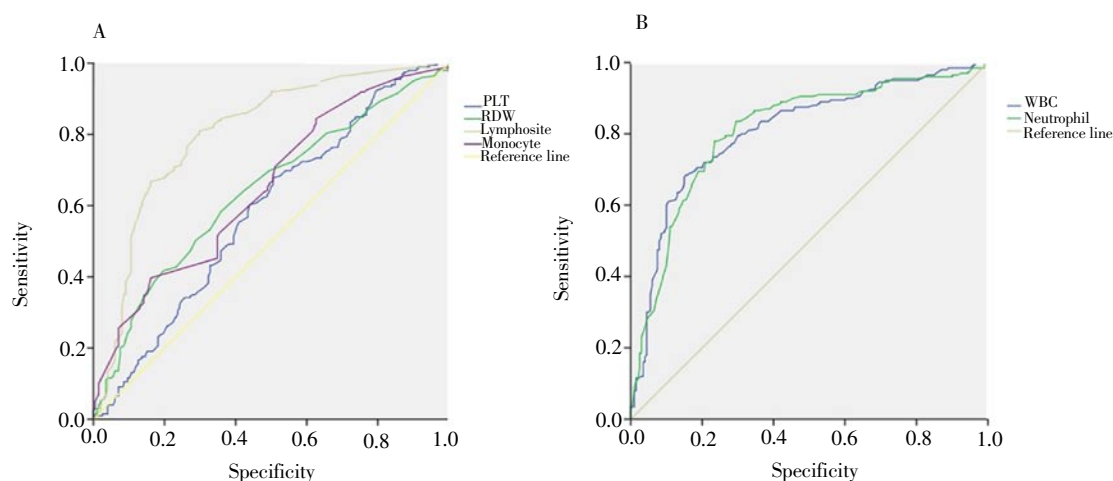 A
1.0
0.8
0.6
0.4
0.2
0.0
0.0 0.2 0.4 0.6 0.8 1.0
Sensitivity
Specificity
PLT
RDW
Lymphosite
Monocyte
Reference line
B
1.0
0.8
0.6
0.4
0.2
0.0
0.0 0.2 0.4 0.6 0.8 1.0
Sensitivity
Specificity
WBC
Neutrophil
Reference line